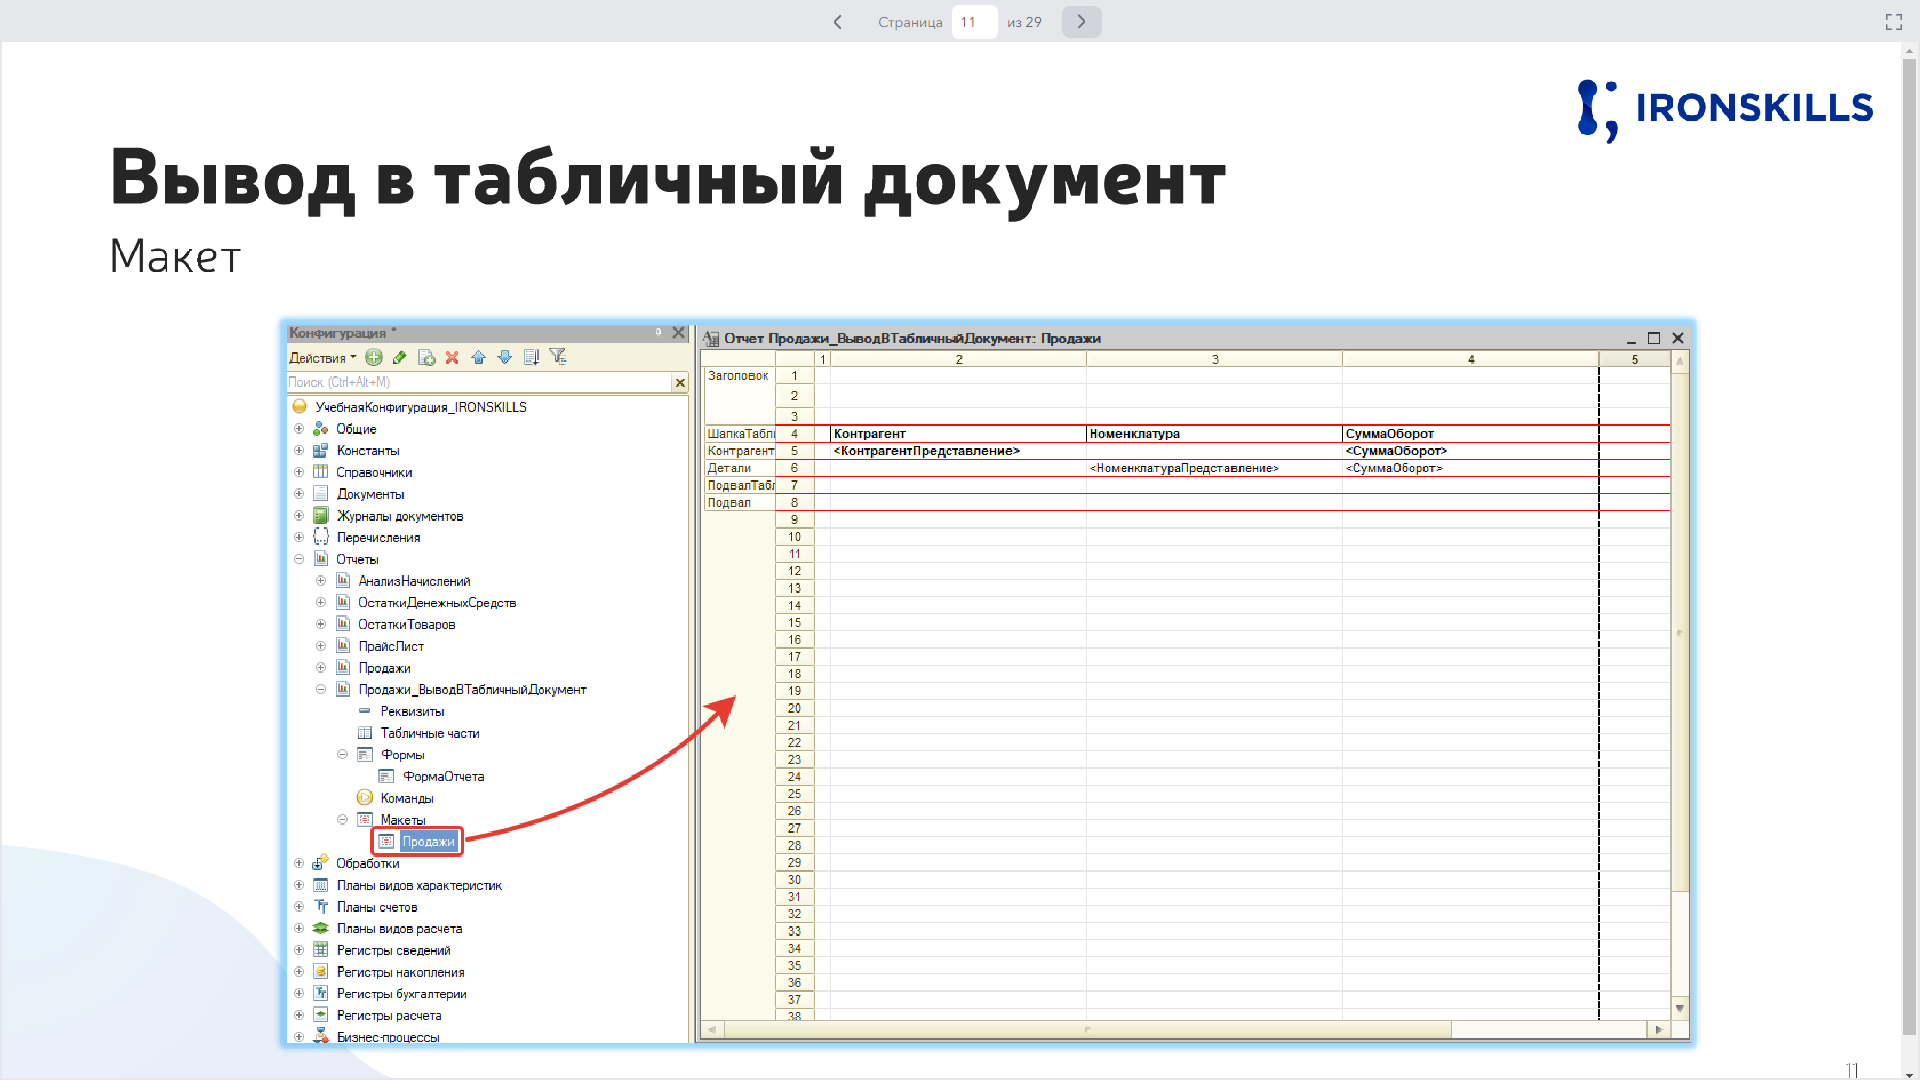 Страница 11 из 29
IRONSKILLS
Вывод в табличный документ
Макет
Конфигурация *
Действия
Поиск (Ctrl+Alt+M)
УчебнаяКонфигурация_IRONSKILLS
Общие
Константы
Справочники
Документы
Журналы документов
Перечисления
Отчеты
АнализНачислений
ОстаткиДенежныхСредств
ОстаткиТоваров
ПрайсЛист
Продажи
Продажи_ВыводВТабличныйДокумент
Реквизиты
Табличные части
Формы
ФормаОтчета
Команды
Макеты
Продажи
Обработки
Планы видов характеристик
Планы счетов
Планы видов расчета
Регистры сведений
Регистры накопления
Регистры бухгалтерии
Регистры расчета
Бизнес-процессы
Отчет Продажи_ВыводВТабличныйДокумент: Продажи
1 2 3 4 5
Заголовок 1
2
3
ШапкаТабл 4 Контрагент Номенклатура СуммаОборот
Контрагент 5 <КонтрагентПредставление> <СуммаОборот>
Детали 6 <НоменклатураПредставление> <СуммаОборот>
ПодвалТабл 7
Подвал 8
9
10
11
12
13
14
15
16
17
18
19
20
21
22
23
24
25
26
27
28
29
30
31
32
33
34
35
36
37
38
11